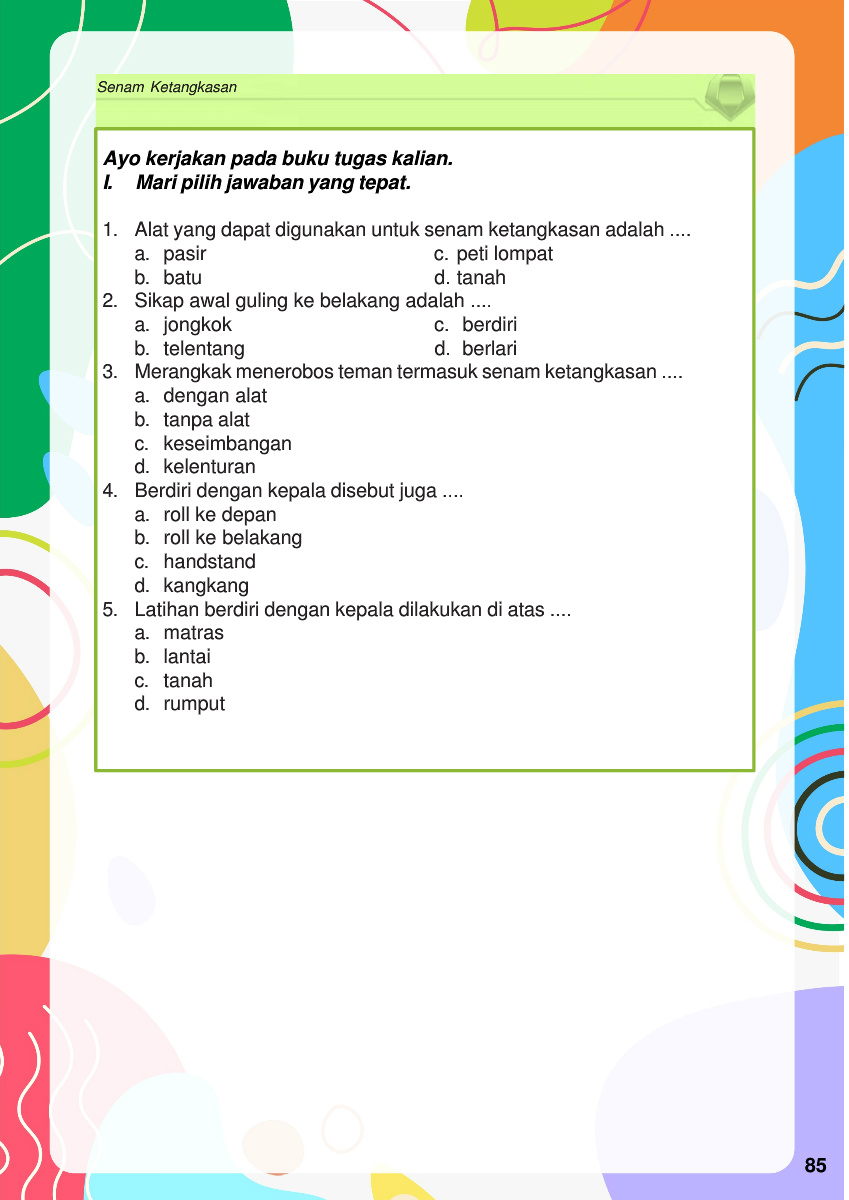 Senam Ketangkasan
Ayo kerjakan pada buku tugas kalian.
I. Mari pilih jawaban yang tepat.
1. Alat yang dapat digunakan untuk senam ketangkasan adalah ....
a. pasir c. peti lompat
b. batu d. tanah
2. Sikap awal guling ke belakang adalah ....
a. jongkok c. berdiri
b. telentang d. berlari
3. Merangkak menerobos teman termasuk senam ketangkasan ....
a. dengan alat
b. tanpa alat
c. keseimbangan
d. kelenturan
4. Berdiri dengan kepala disebut juga ....
a. roll ke depan
b. roll ke belakang
c. handstand
d. kangkang
5. Latihan berdiri dengan kepala dilakukan di atas ....
a. matras
b. lantai
c. tanah
d. rumput
85